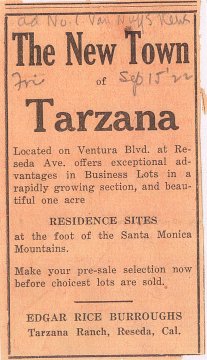 ad No. 1 Van Nuys News
The New Town
Fri
of
Sep 15 '22
Tarzana
Located on Ventura Blvd. at Re-
seda Ave. offers exceptional ad-
vantages in Business Lots in a
rapidly growing section, and beau-
tiful one acre
RESIDENCE SITES
at the foot of the Santa Monica
Mountains.
Make your pre-sale selection now
before choicest lots are sold.
EDGAR RICE BURROUGHS
Tarzana Ranch, Reseda, Cal.